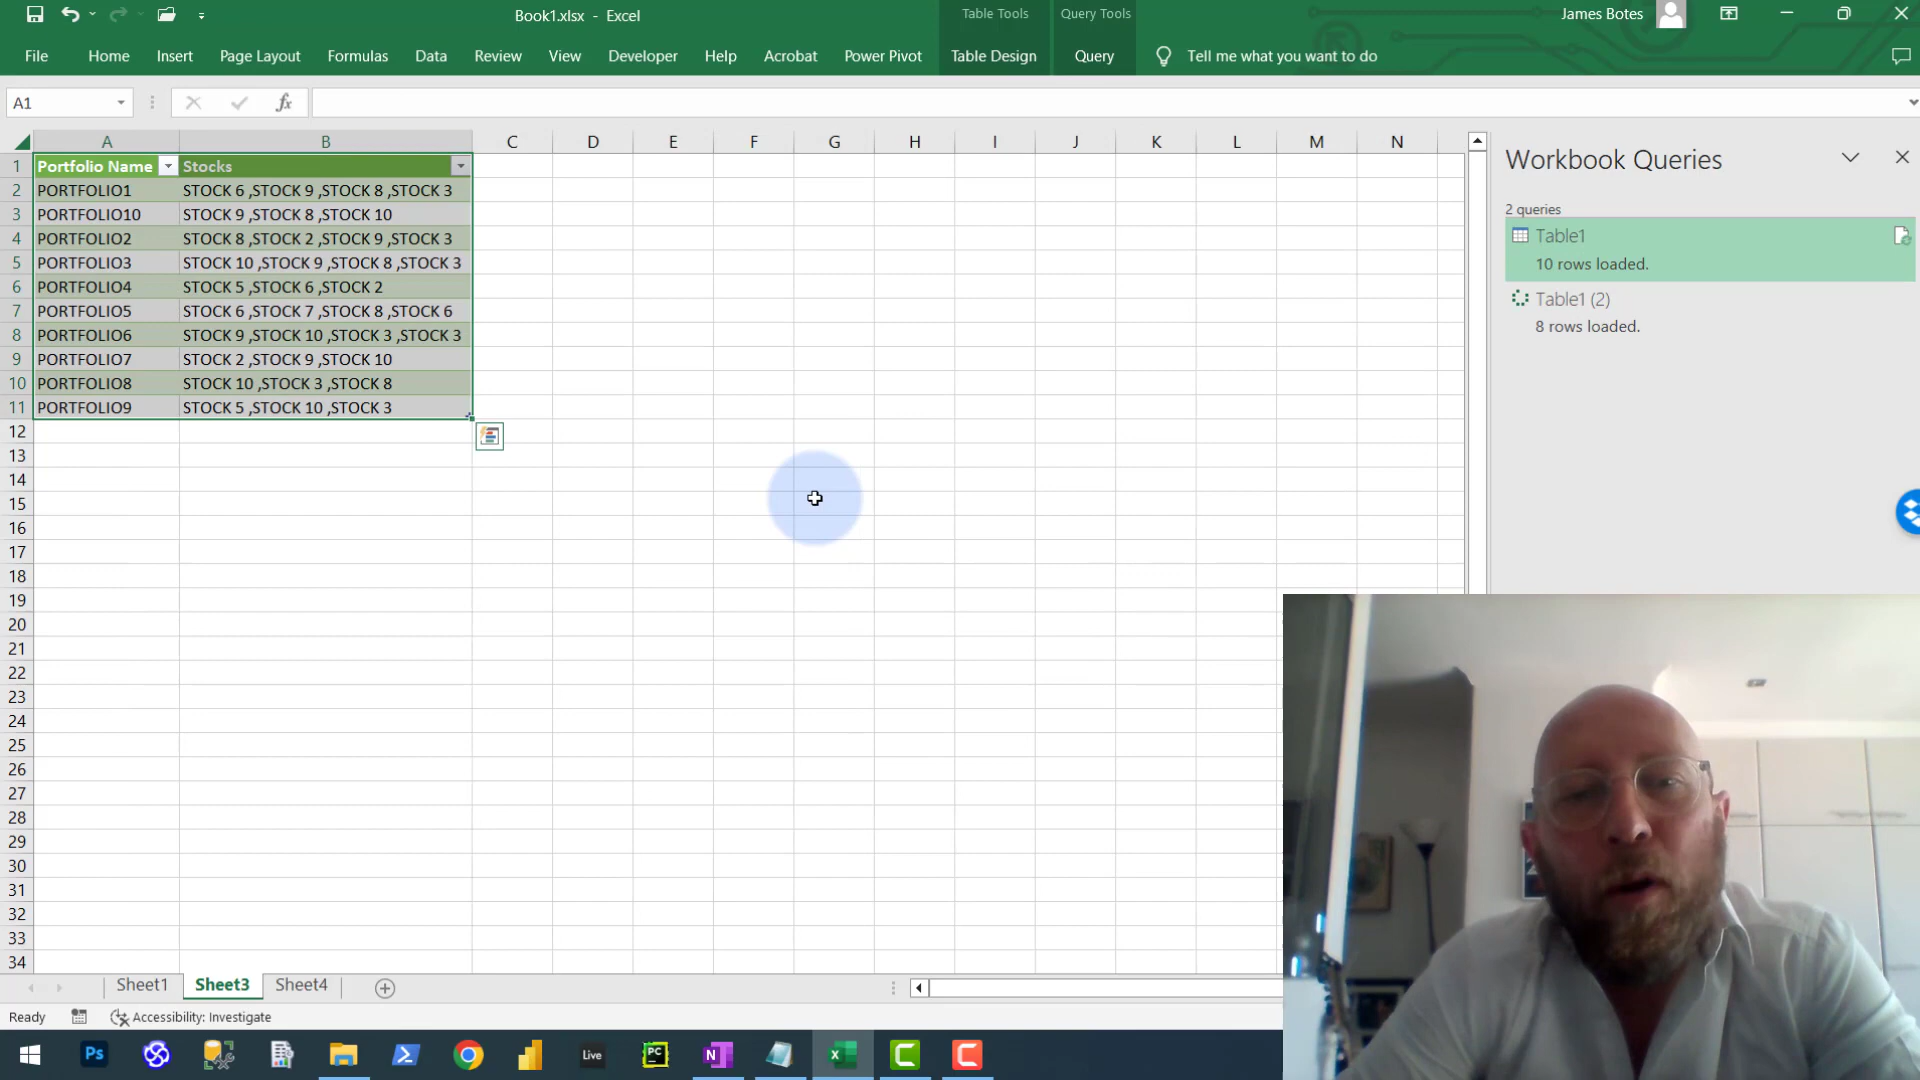 Book1.xlsx - Excel
Table Tools
Query Tools
James Botes
File Home Insert Page Layout Formulas Data Review View Developer Help Acrobat Power Pivot Table Design Query Tell me what you want to do
A1
fx
A B C D E F G H I J K L M N
1 Portfolio Name Stocks
2 PORTFOLIO1 STOCK 6 ,STOCK 9 ,STOCK 8 ,STOCK 3
3 PORTFOLIO10 STOCK 9 ,STOCK 8 ,STOCK 10
4 PORTFOLIO2 STOCK 8 ,STOCK 2 ,STOCK 9 ,STOCK 3
5 PORTFOLIO3 STOCK 10 ,STOCK 9 ,STOCK 8 ,STOCK 3
6 PORTFOLIO4 STOCK 5 ,STOCK 6 ,STOCK 2
7 PORTFOLIO5 STOCK 6 ,STOCK 7 ,STOCK 8 ,STOCK 6
8 PORTFOLIO6 STOCK 9 ,STOCK 10 ,STOCK 3 ,STOCK 3
9 PORTFOLIO7 STOCK 2 ,STOCK 9 ,STOCK 10
10 PORTFOLIO8 STOCK 10 ,STOCK 3 ,STOCK 8
11 PORTFOLIO9 STOCK 5 ,STOCK 10 ,STOCK 3
12
13
14
15
16
17
18
19
20
21
22
23
24
25
26
27
28
29
30
31
32
33
34
Workbook Queries
2 queries
Table1
10 rows loaded.
Table1 (2)
8 rows loaded.
Sheet1 Sheet3 Sheet4
Ready
Accessibility: Investigate
Ps
Live
PC
N